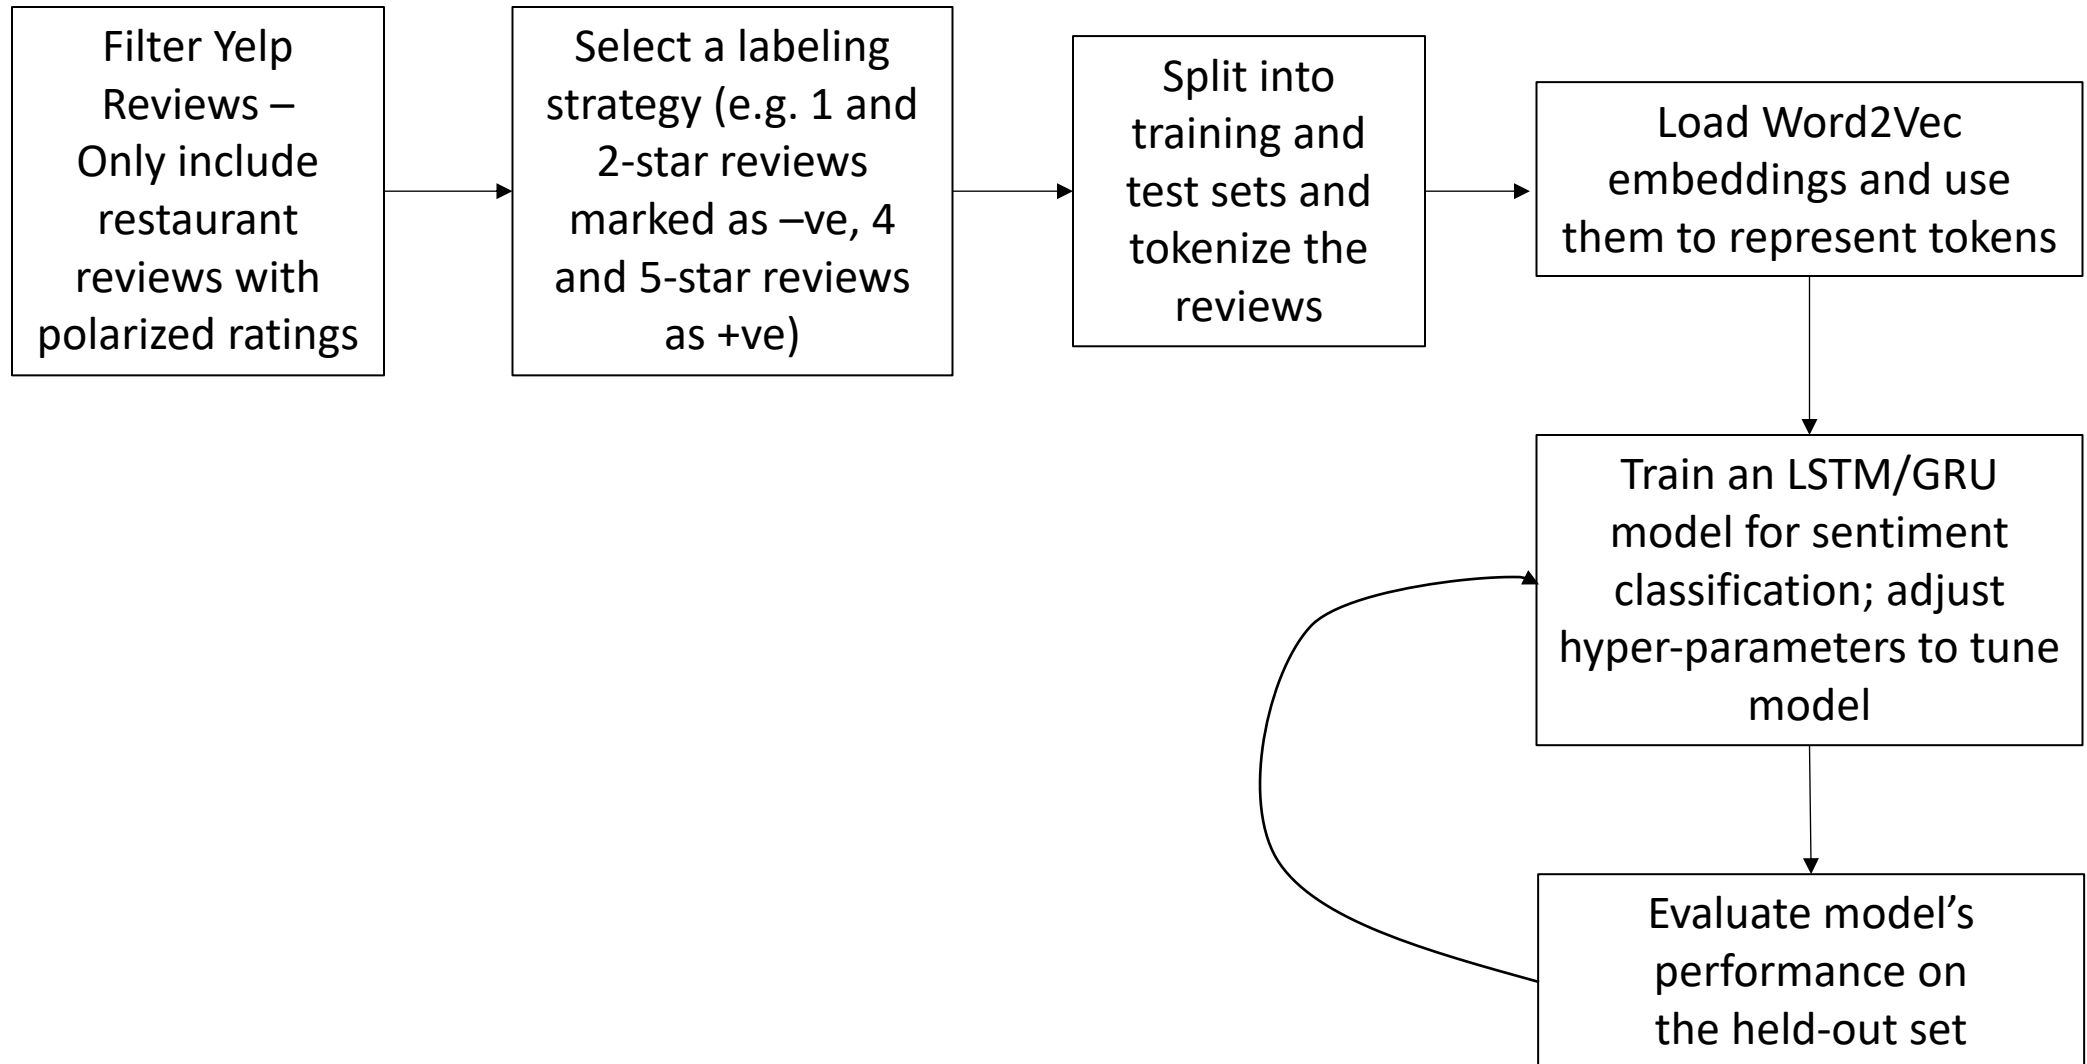 Filter Yelp
Reviews –
Only include
restaurant
reviews with
polarized ratings
Select a labeling
strategy (e.g. 1 and
2-star reviews
marked as –ve, 4
and 5-star reviews
as +ve)
Split into
training and
test sets and
tokenize the
reviews
Load Word2Vec
embeddings and use
them to represent tokens
Train an LSTM/GRU
model for sentiment
classification; adjust
hyper-parameters to tune
model
Evaluate model’s
performance on
the held-out set